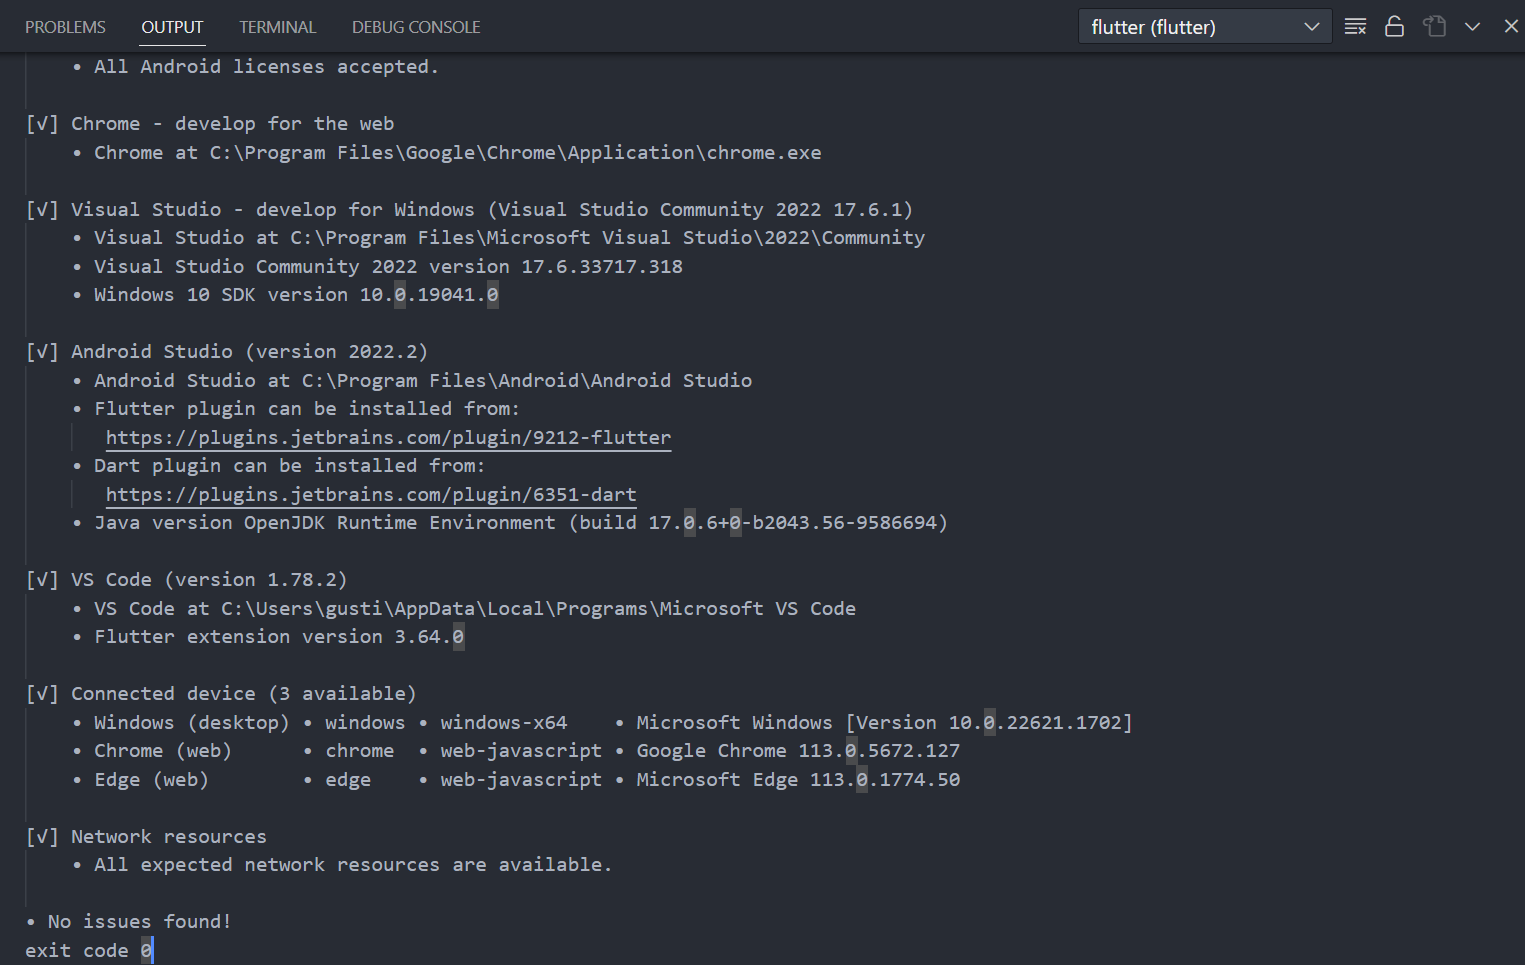 PROBLEMS OUTPUT TERMINAL DEBUG CONSOLE flutter (flutter)
• All Android licenses accepted.
[√] Chrome - develop for the web
• Chrome at C:\Program Files\Google\Chrome\Application\chrome.exe
[√] Visual Studio - develop for Windows (Visual Studio Community 2022 17.6.1)
• Visual Studio at C:\Program Files\Microsoft Visual Studio\2022\Community
• Visual Studio Community 2022 version 17.6.33717.318
• Windows 10 SDK version 10.0.19041.0
[√] Android Studio (version 2022.2)
• Android Studio at C:\Program Files\Android\Android Studio
• Flutter plugin can be installed from:
https://plugins.jetbrains.com/plugin/9212-flutter
• Dart plugin can be installed from:
https://plugins.jetbrains.com/plugin/6351-dart
• Java version OpenJDK Runtime Environment (build 17.0.6+0-b2043.56-9586694)
[√] VS Code (version 1.78.2)
• VS Code at C:\Users\gusti\AppData\Local\Programs\Microsoft VS Code
• Flutter extension version 3.64.0
[√] Connected device (3 available)
• Windows (desktop) • windows • windows-x64 • Microsoft Windows [Version 10.0.22621.1702]
• Chrome (web) • chrome • web-javascript • Google Chrome 113.0.5672.127
• Edge (web) • edge • web-javascript • Microsoft Edge 113.0.1774.50
[√] Network resources
• All expected network resources are available.
• No issues found!
exit code 0